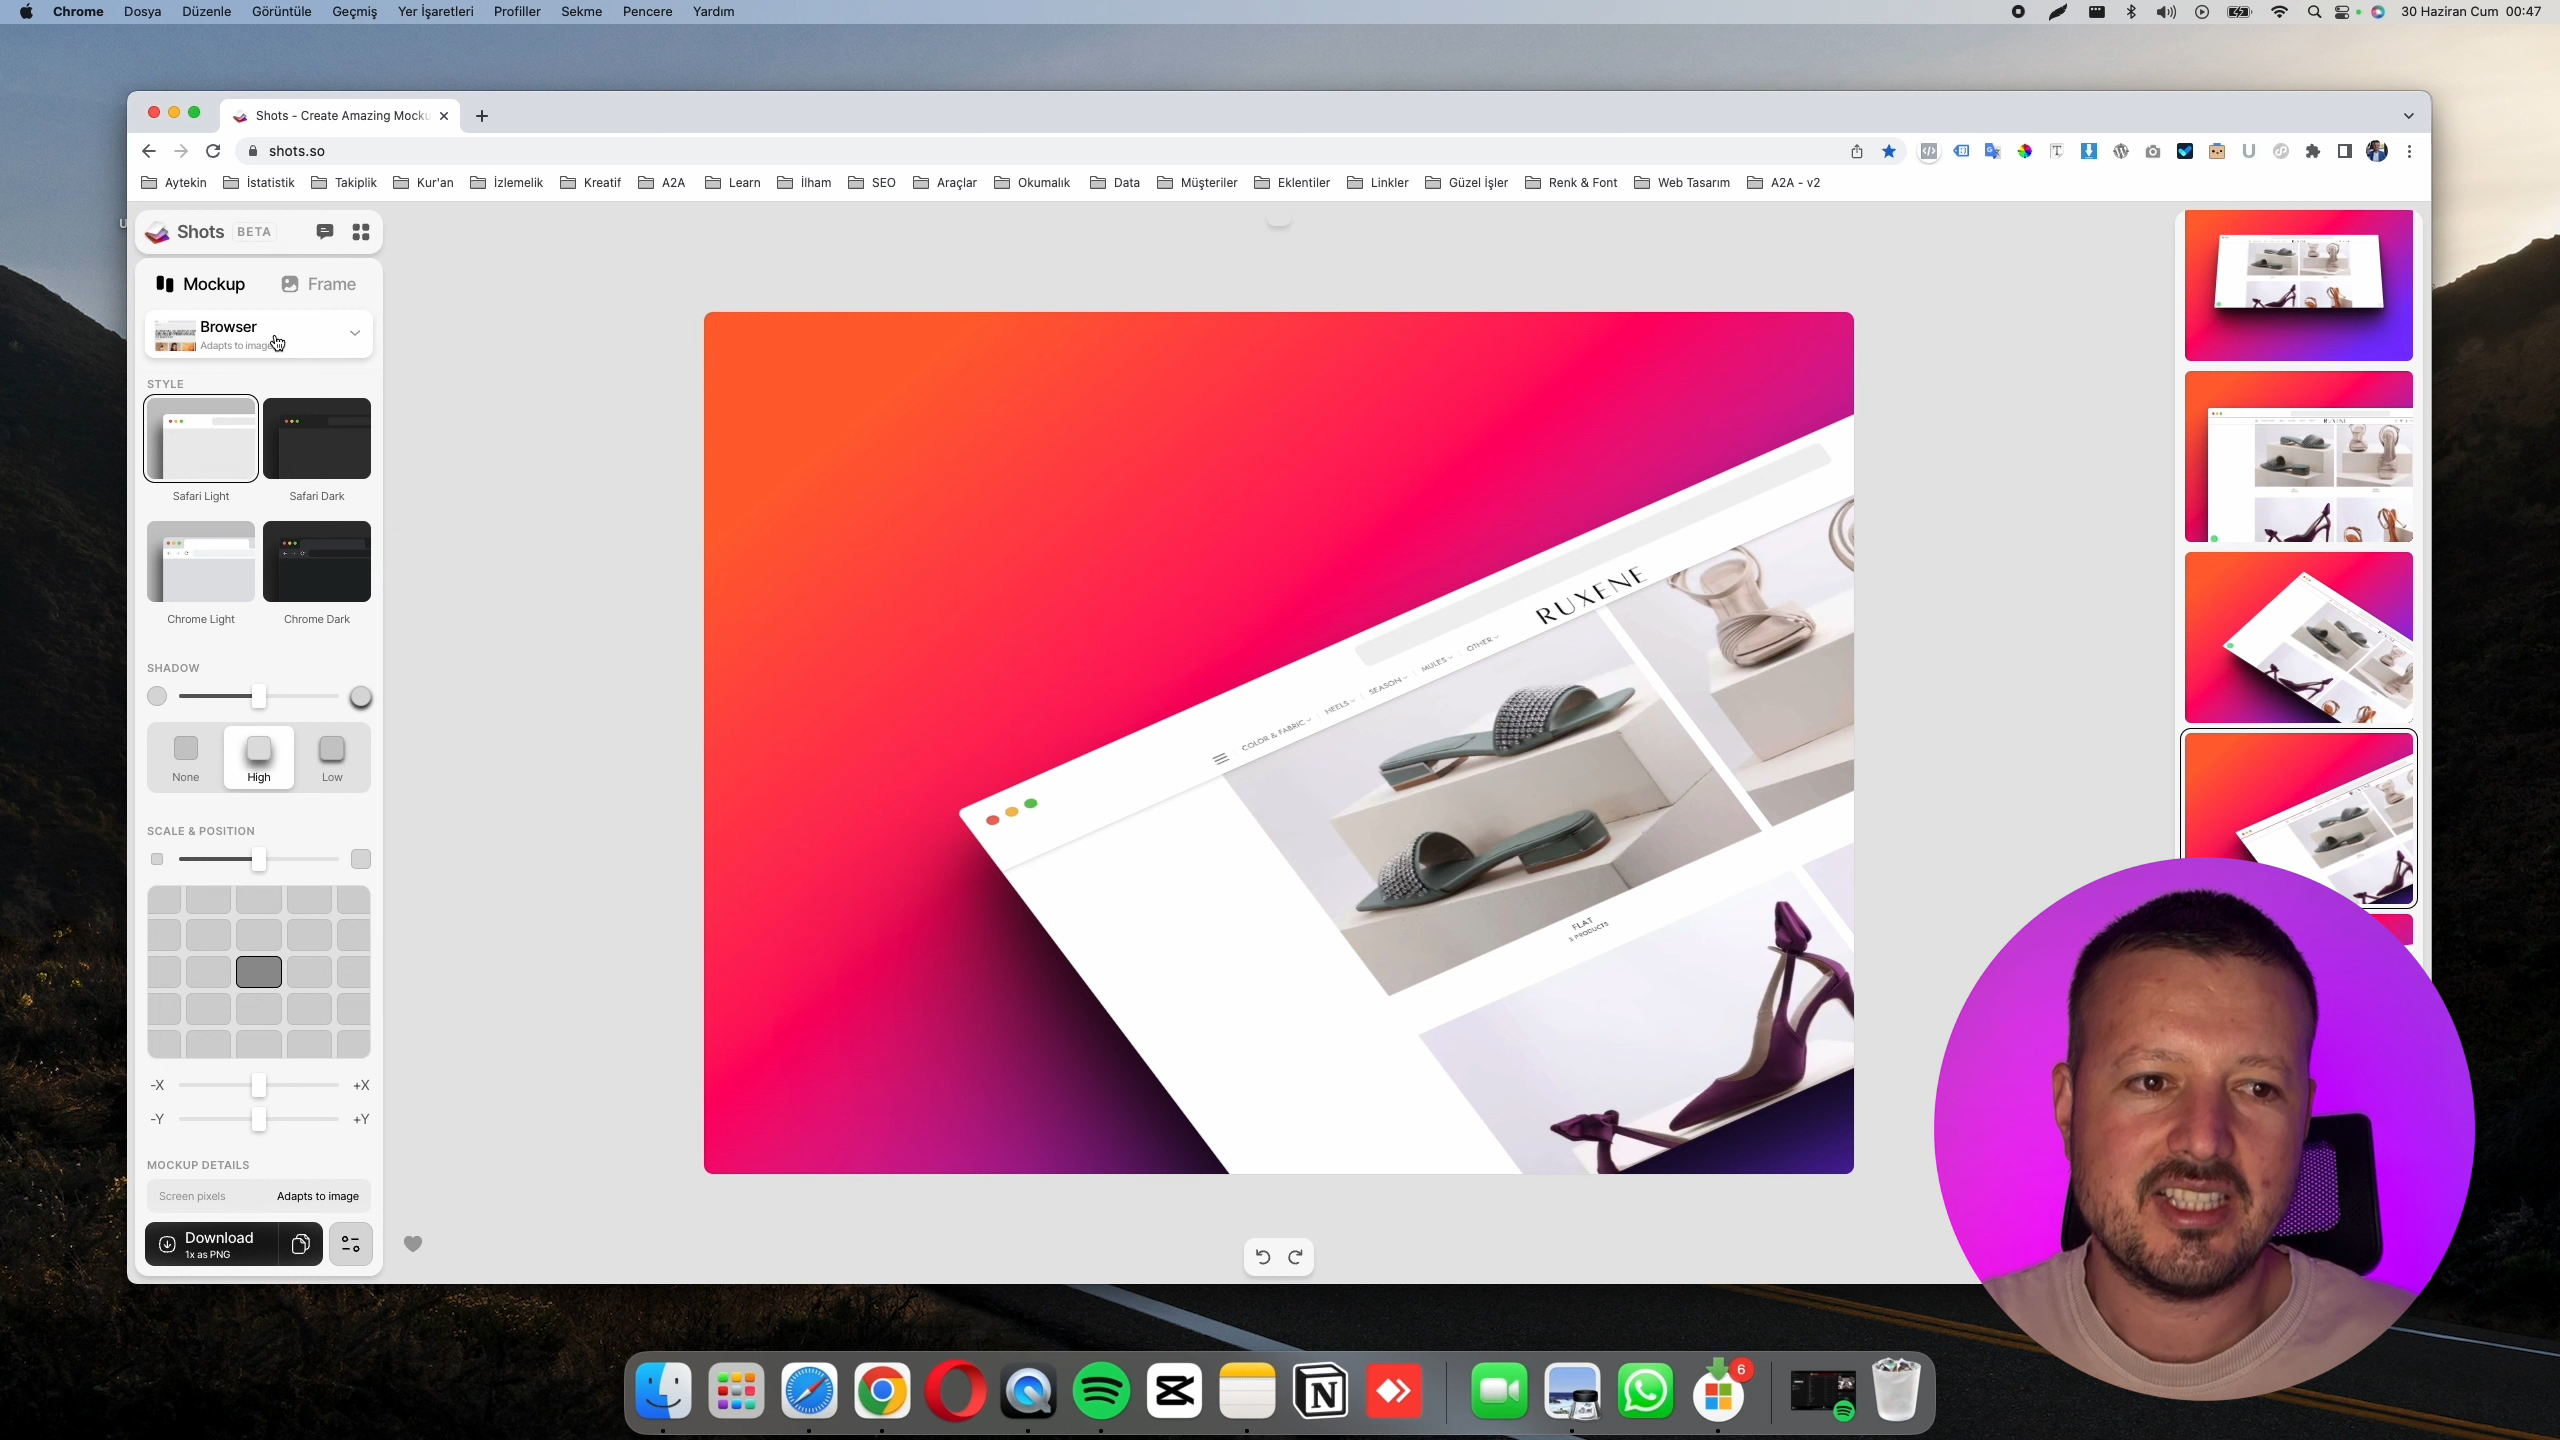 Chrome Dosya Düzenle Görüntüle Geçmiş Yer İşaretleri Profiller Sekme Pencere Yardım
30 Haziran Cum 00:47
Shots - Create Amazing Mocku
shots.so
Aytekin İstatistik Takiplik Kur'an İzlemelik Kreatif A2A Learn İlham SEO Araçlar Okumalık Data Müşteriler Eklentiler Linkler Güzel İşler Renk & Font Web Tasarım A2A - v2
Shots BETA
Mockup Frame
Browser
Adapts to image
STYLE
Safari Light Safari Dark
Chrome Light Chrome Dark
SHADOW
None High Low
SCALE & POSITION
-X +X
-Y +Y
MOCKUP DETAILS
Screen pixels Adapts to image
Download
1x as PNG
RUXENE
COLOR & FABRIC HEELS SEASON MULES OTHER
FLAT
3 PRODUCTS
6